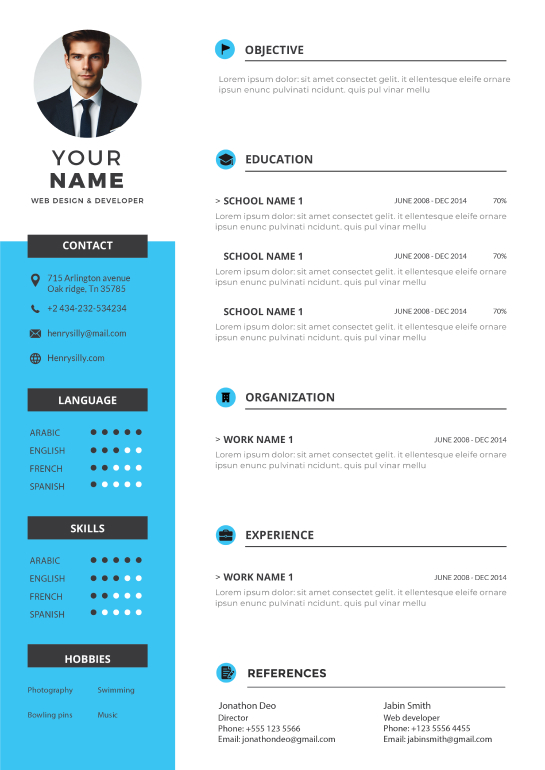 YOUR
NAME
WEB DESIGN & DEVELOPER
CONTACT
715 Arlington avenue
Oak ridge, Tn 35785
+2 434-232-534234
henrysilly@mail.com
Henrysilly.com
LANGUAGE
ARABIC
ENGLISH
FRENCH
SPANISH
SKILLS
ARABIC
ENGLISH
FRENCH
SPANISH
HOBBIES
Photography Swimming
Bowling pins Music
OBJECTIVE
Lorem ipsum dolor: sit amet consectet gelit. it ellentesque eleife ornare
ipsun enunc pulvinati ncidunt. quis pul vinar mellu
EDUCATION
> SCHOOL NAME 1 JUNE 2008 - DEC 2014 70%
Lorem ipsum dolor: sit amet consectet gelit. it ellentesque eleife ornare
ipsum enunc pulvinati ncidunt. quis pul vinar mellu
SCHOOL NAME 1 JUNE 2008 - DEC 2014 70%
Lorem ipsum dolor: sit amet consectet gelit. it ellentesque eleife ornare
ipsum enunc pulvinati ncidunt. quis pul vinar mellu
SCHOOL NAME 1 JUNE 2008 - DEC 2014 70%
Lorem ipsum dolor: sit amet consectet gelit. it ellentesque eleife ornare
ipsum enunc pulvinati ncidunt. quis pul vinar mellu
ORGANIZATION
> WORK NAME 1 JUNE 2008 - DEC 2014
Lorem ipsum dolor: sit amet consectet gelit. it ellentesque eleife ornare
ipsum enunc pulvinati ncidunt. quis pul vinar mellu
EXPERIENCE
> WORK NAME 1 JUNE 2008 - DEC 2014
Lorem ipsum dolor: sit amet consectet gelit. it ellentesque eleife ornare
ipsum enunc pulvinati ncidunt. quis pul vinar mellu
REFERENCES
Jonathon Deo
Director
Phone: +555 123 5566
Email: jonathondeo@gmail.com
Jabin Smith
Web developer
Phone: +123 5556 4455
Email: jabinsmith@gmail.com